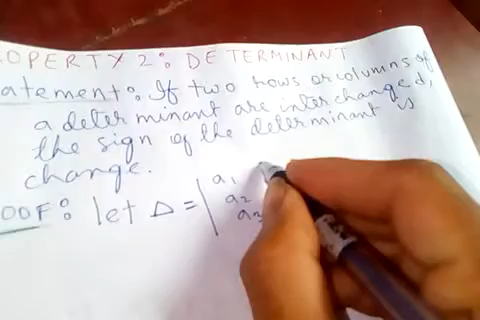 OPERTY 2: DETERMINANT
atement: If two rows or columns of
a determinant are interchanged,
the sign of the determinant is
change.
OOF: let Δ = | a1
a2
a3